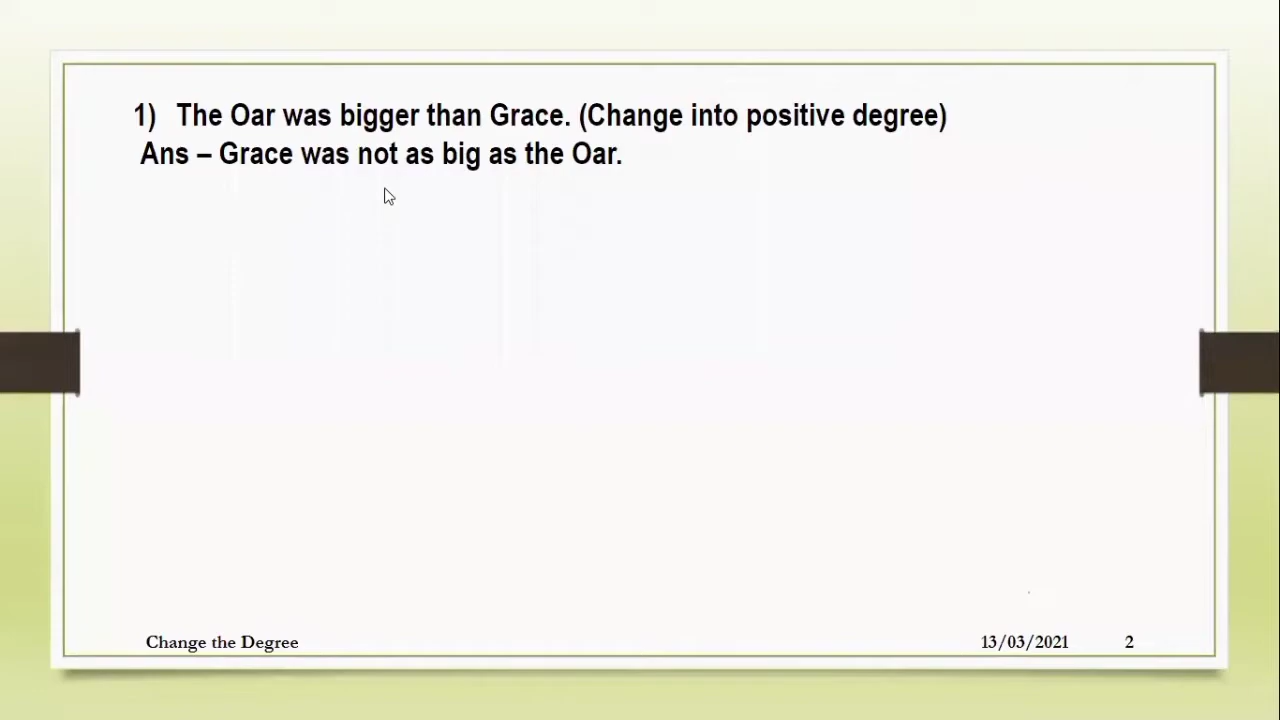 1) The Oar was bigger than Grace. (Change into positive degree)
Ans – Grace was not as big as the Oar.
Change the Degree
13/03/2021
2